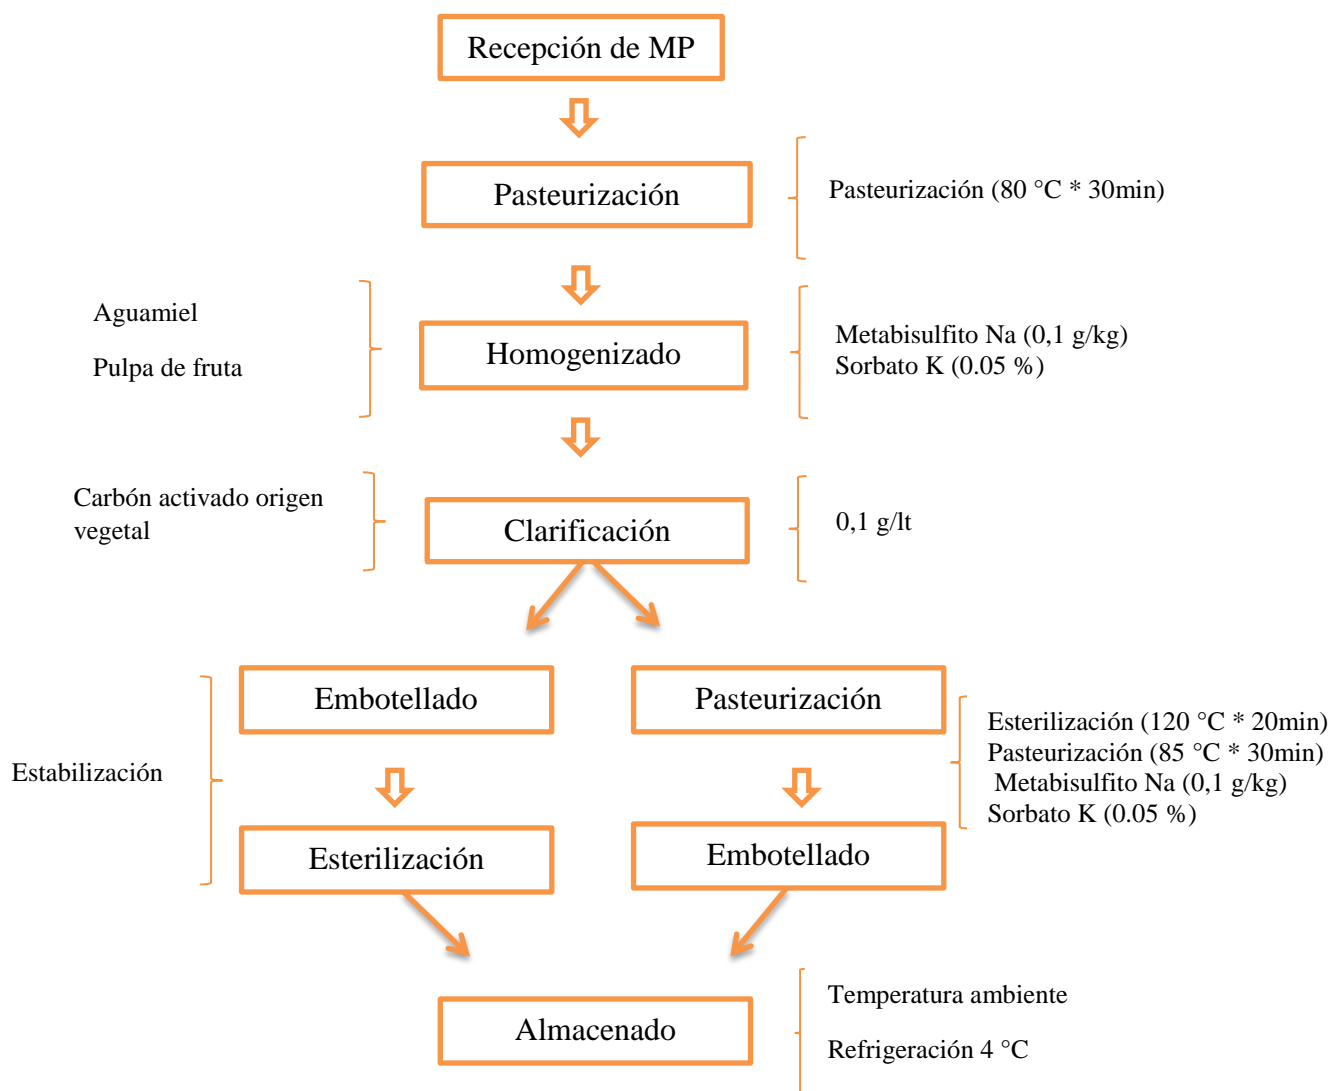 Recepción de MP
Pasteurización
Pasteurización (80 °C * 30min)
Aguamiel
Pulpa de fruta
Homogenizado
Metabisulfito Na (0,1 g/kg)
Sorbato K (0.05 %)
Carbón activado origen
vegetal
Clarificación
0,1 g/lt
Embotellado
Pasteurización
Estabilización
Esterilización (120 °C * 20min)
Pasteurización (85 °C * 30min)
Metabisulfito Na (0,1 g/kg)
Sorbato K (0.05 %)
Esterilización
Embotellado
Almacenado
Temperatura ambiente
Refrigeración 4 °C